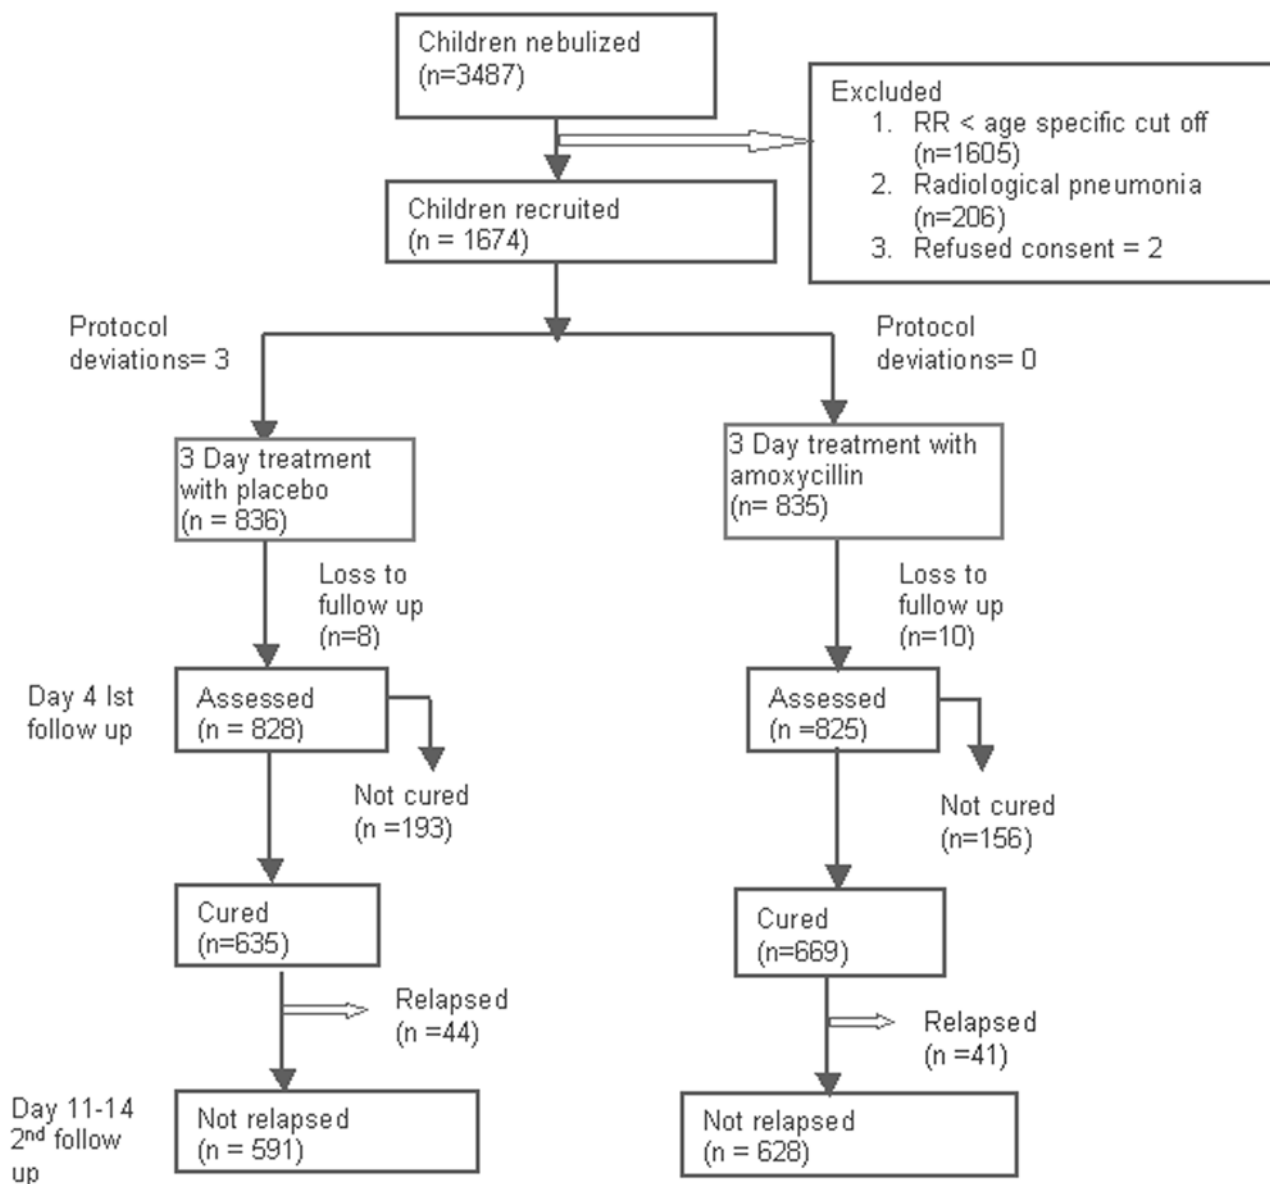 Children nebulized
(n=3487)
Excluded
1. RR < age specific cut off
(n=1605)
2. Radiological pneumonia
(n=206)
3. Refused consent = 2
Children recruited
(n = 1674)
Protocol
deviations= 3
Protocol
deviations= 0
3 Day treatment
with placebo
(n = 836)
3 Day treatment with
amoxycillin
(n= 835)
Loss to
fullow up
(n=8)
Loss to
fullow up
(n=10)
Day 4 Ist
follow up
Assessed
(n = 828)
Assessed
(n =825)
Not cured
(n =193)
Not cured
(n=156)
Cured
(n=635)
Cured
(n=669)
Relapsed
(n =44)
Relapsed
(n =41)
Day 11-14
2nd follow
up
Not relapsed
(n = 591)
Not relapsed
(n = 628)